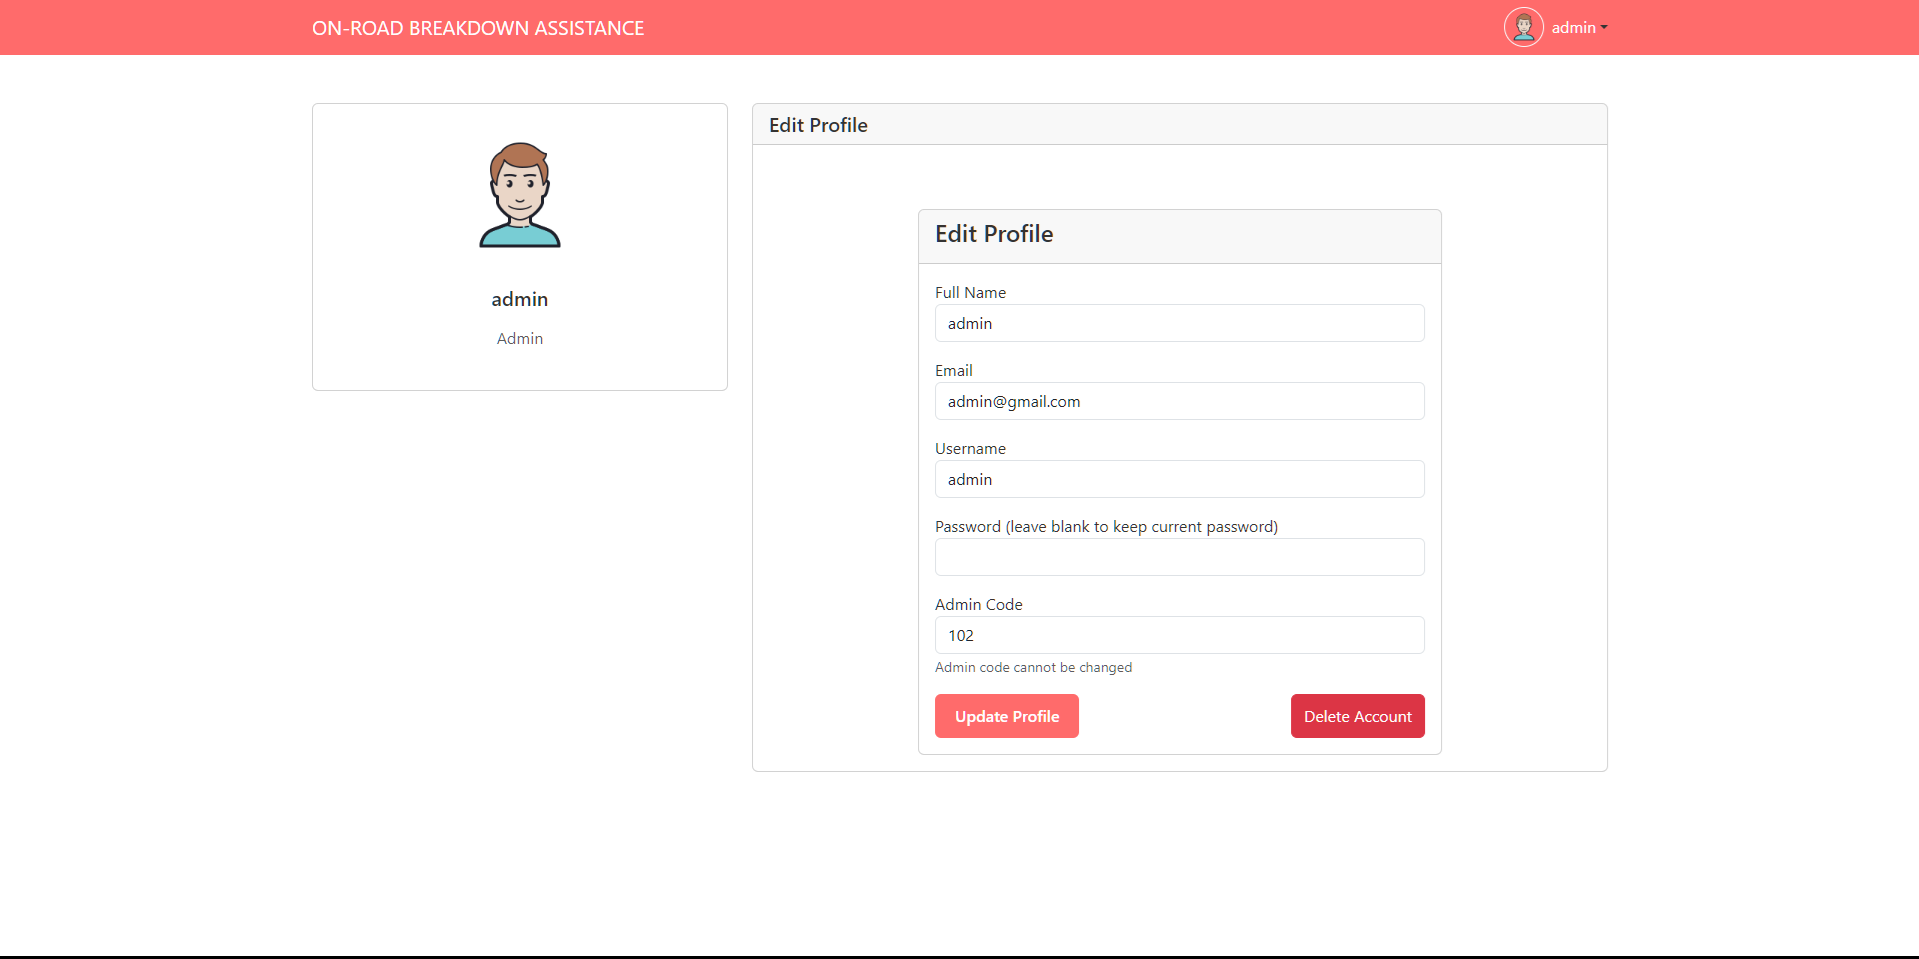 ON-ROAD BREAKDOWN ASSISTANCE
admin
admin
Admin
Edit Profile
Edit Profile
Full Name
admin
Email
admin@gmail.com
Username
admin
Password (leave blank to keep current password)
Admin Code
102
Admin code cannot be changed
Update Profile
Delete Account